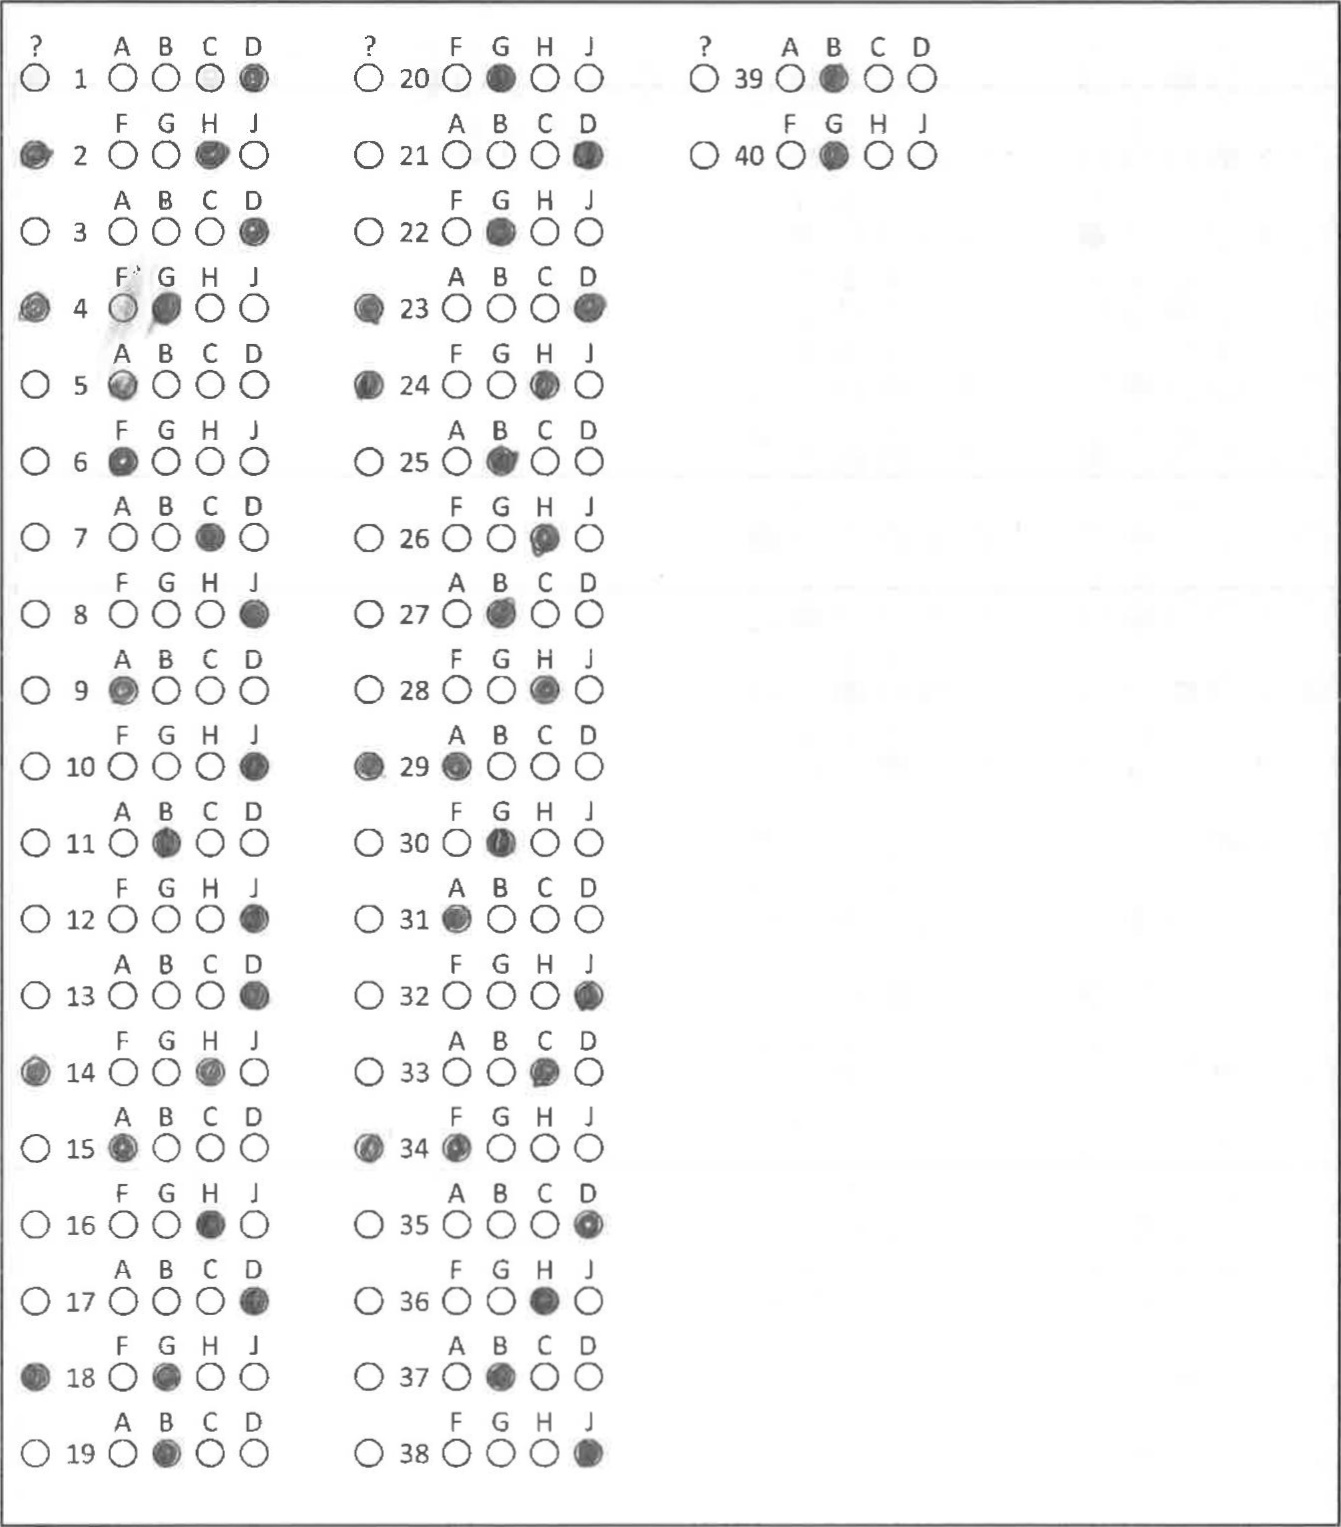 ? A B C D
1
F G H J
2
A B C D
3
F G H J
4
A B C D
5
F G H J
6
A B C D
7
F G H J
8
A B C D
9
F G H J
10
A B C D
11
F G H J
12
A B C D
13
F G H J
14
A B C D
15
F G H J
16
A B C D
17
F G H J
18
A B C D
19
? F G H J
20
A B C D
21
F G H J
22
A B C D
23
F G H J
24
A B C D
25
F G H J
26
A B C D
27
F G H J
28
A B C D
29
F G H J
30
A B C D
31
F G H J
32
A B C D
33
F G H J
34
A B C D
35
F G H J
36
A B C D
37
F G H J
38
? A B C D
39
F G H J
40